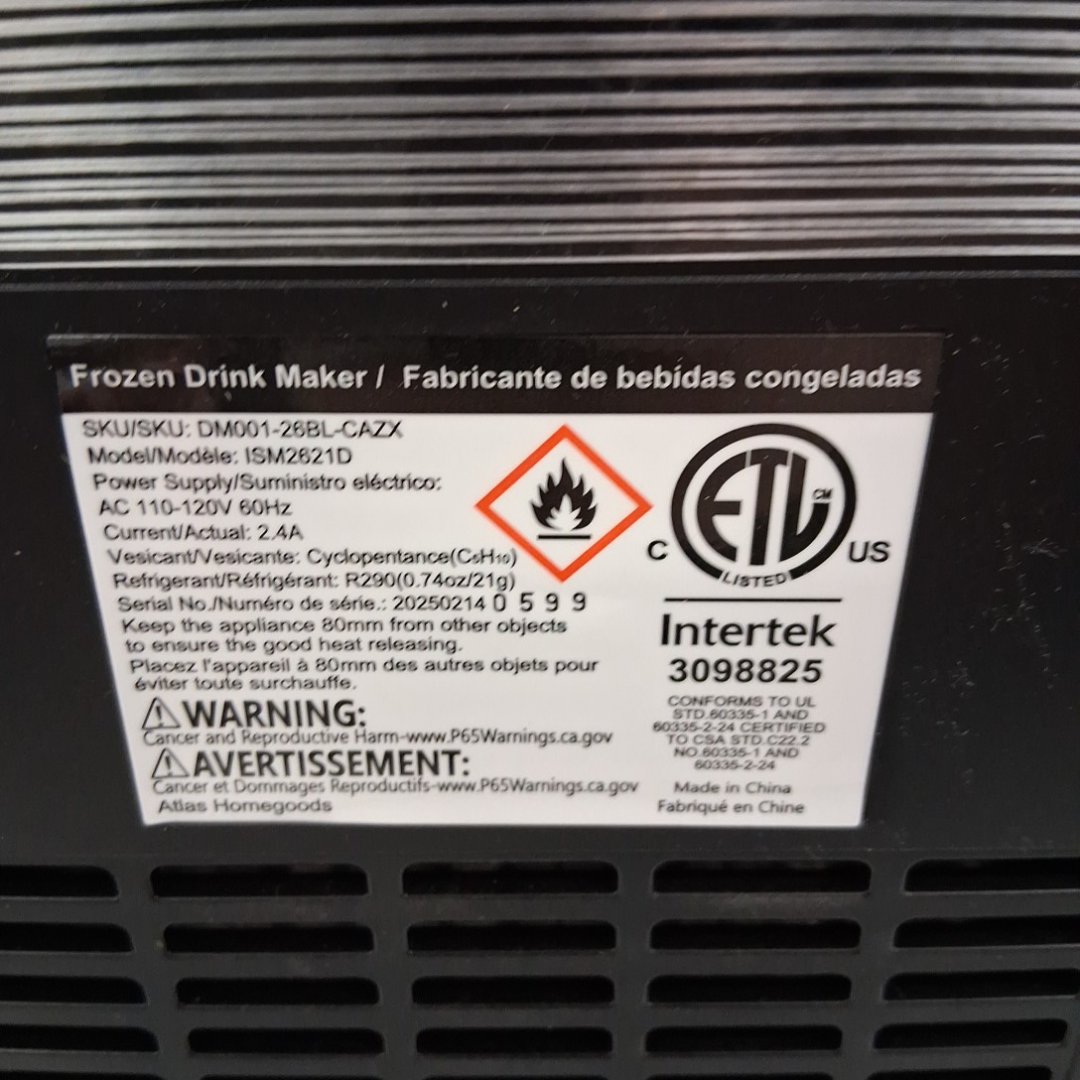 Frozen Drink Maker / Fabricante de bebidas congeladas
SKU/SKU: DM001-26BL-CAZX
Model/Modèle: ISM2621D
Power Supply/Suministro eléctrico:
AC 110-120V 60Hz
Current/Actual: 2.4A
Vesicant/Vesicante: Cyclopentance(C₅H₁₀)
Refrigerant/Réfrigérant: R290(0.74oz/21g)
Serial No./Numéro de série.: 20250214 0 5 9 9
Keep the appliance 80mm from other objects
to ensure the good heat releasing.
Placez l'appareil à 80mm des autres objets pour
éviter toute surchauffe.
WARNING:
Cancer and Reproductive Harm-www.P65Warnings.ca.gov
AVERTISSEMENT:
Cancer et Dommages Reproductifs-www.P65Warnings.ca.gov
Atlas Homegoods
ETL CM
C US
LISTED
Intertek
3098825
CONFORMS TO UL
STD.60335-1 AND
60335-2-24 CERTIFIED
TO CSA STD.C22.2
NO.60335-1 AND
60335-2-24
Made in China
Fabriqué en Chine